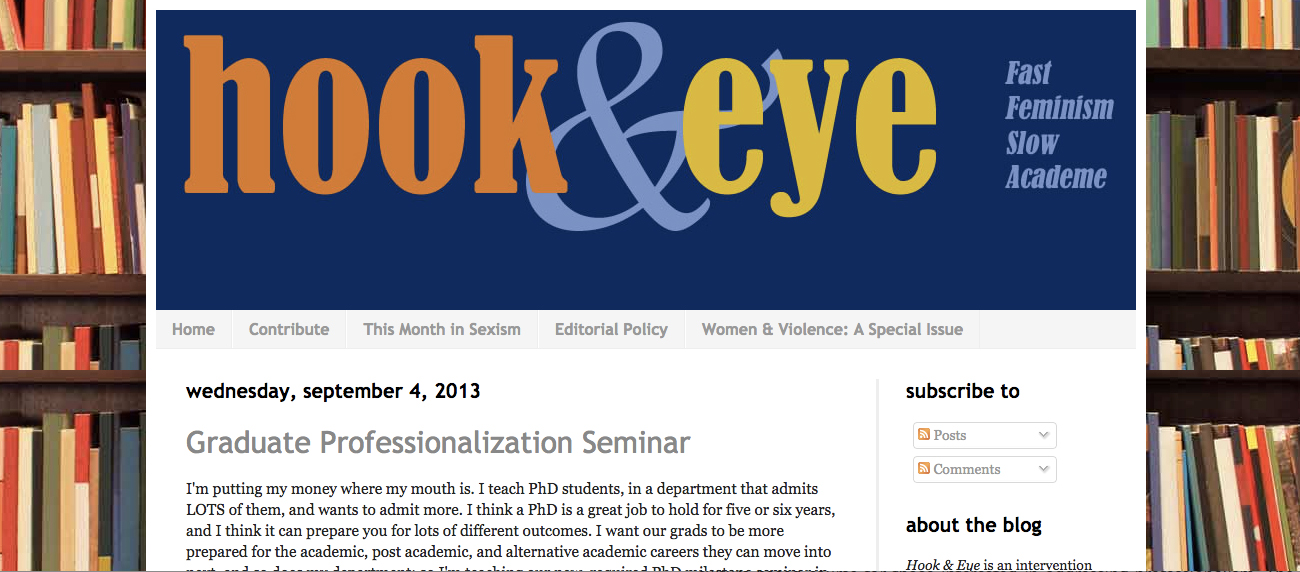 hook & eye
Fast
Feminism
Slow
Academe
Home Contribute This Month in Sexism Editorial Policy Women & Violence: A Special Issue
wednesday, september 4, 2013
Graduate Professionalization Seminar
I'm putting my money where my mouth is. I teach PhD students, in a department that admits
LOTS of them, and wants to admit more. I think a PhD is a great job to hold for five or six years,
and I think it can prepare you for lots of different outcomes. I want our grads to be more
prepared for the academic, post academic, and alternative academic careers they can move into
subscribe to
Posts
Comments
about the blog
Hook & Eye is an intervention